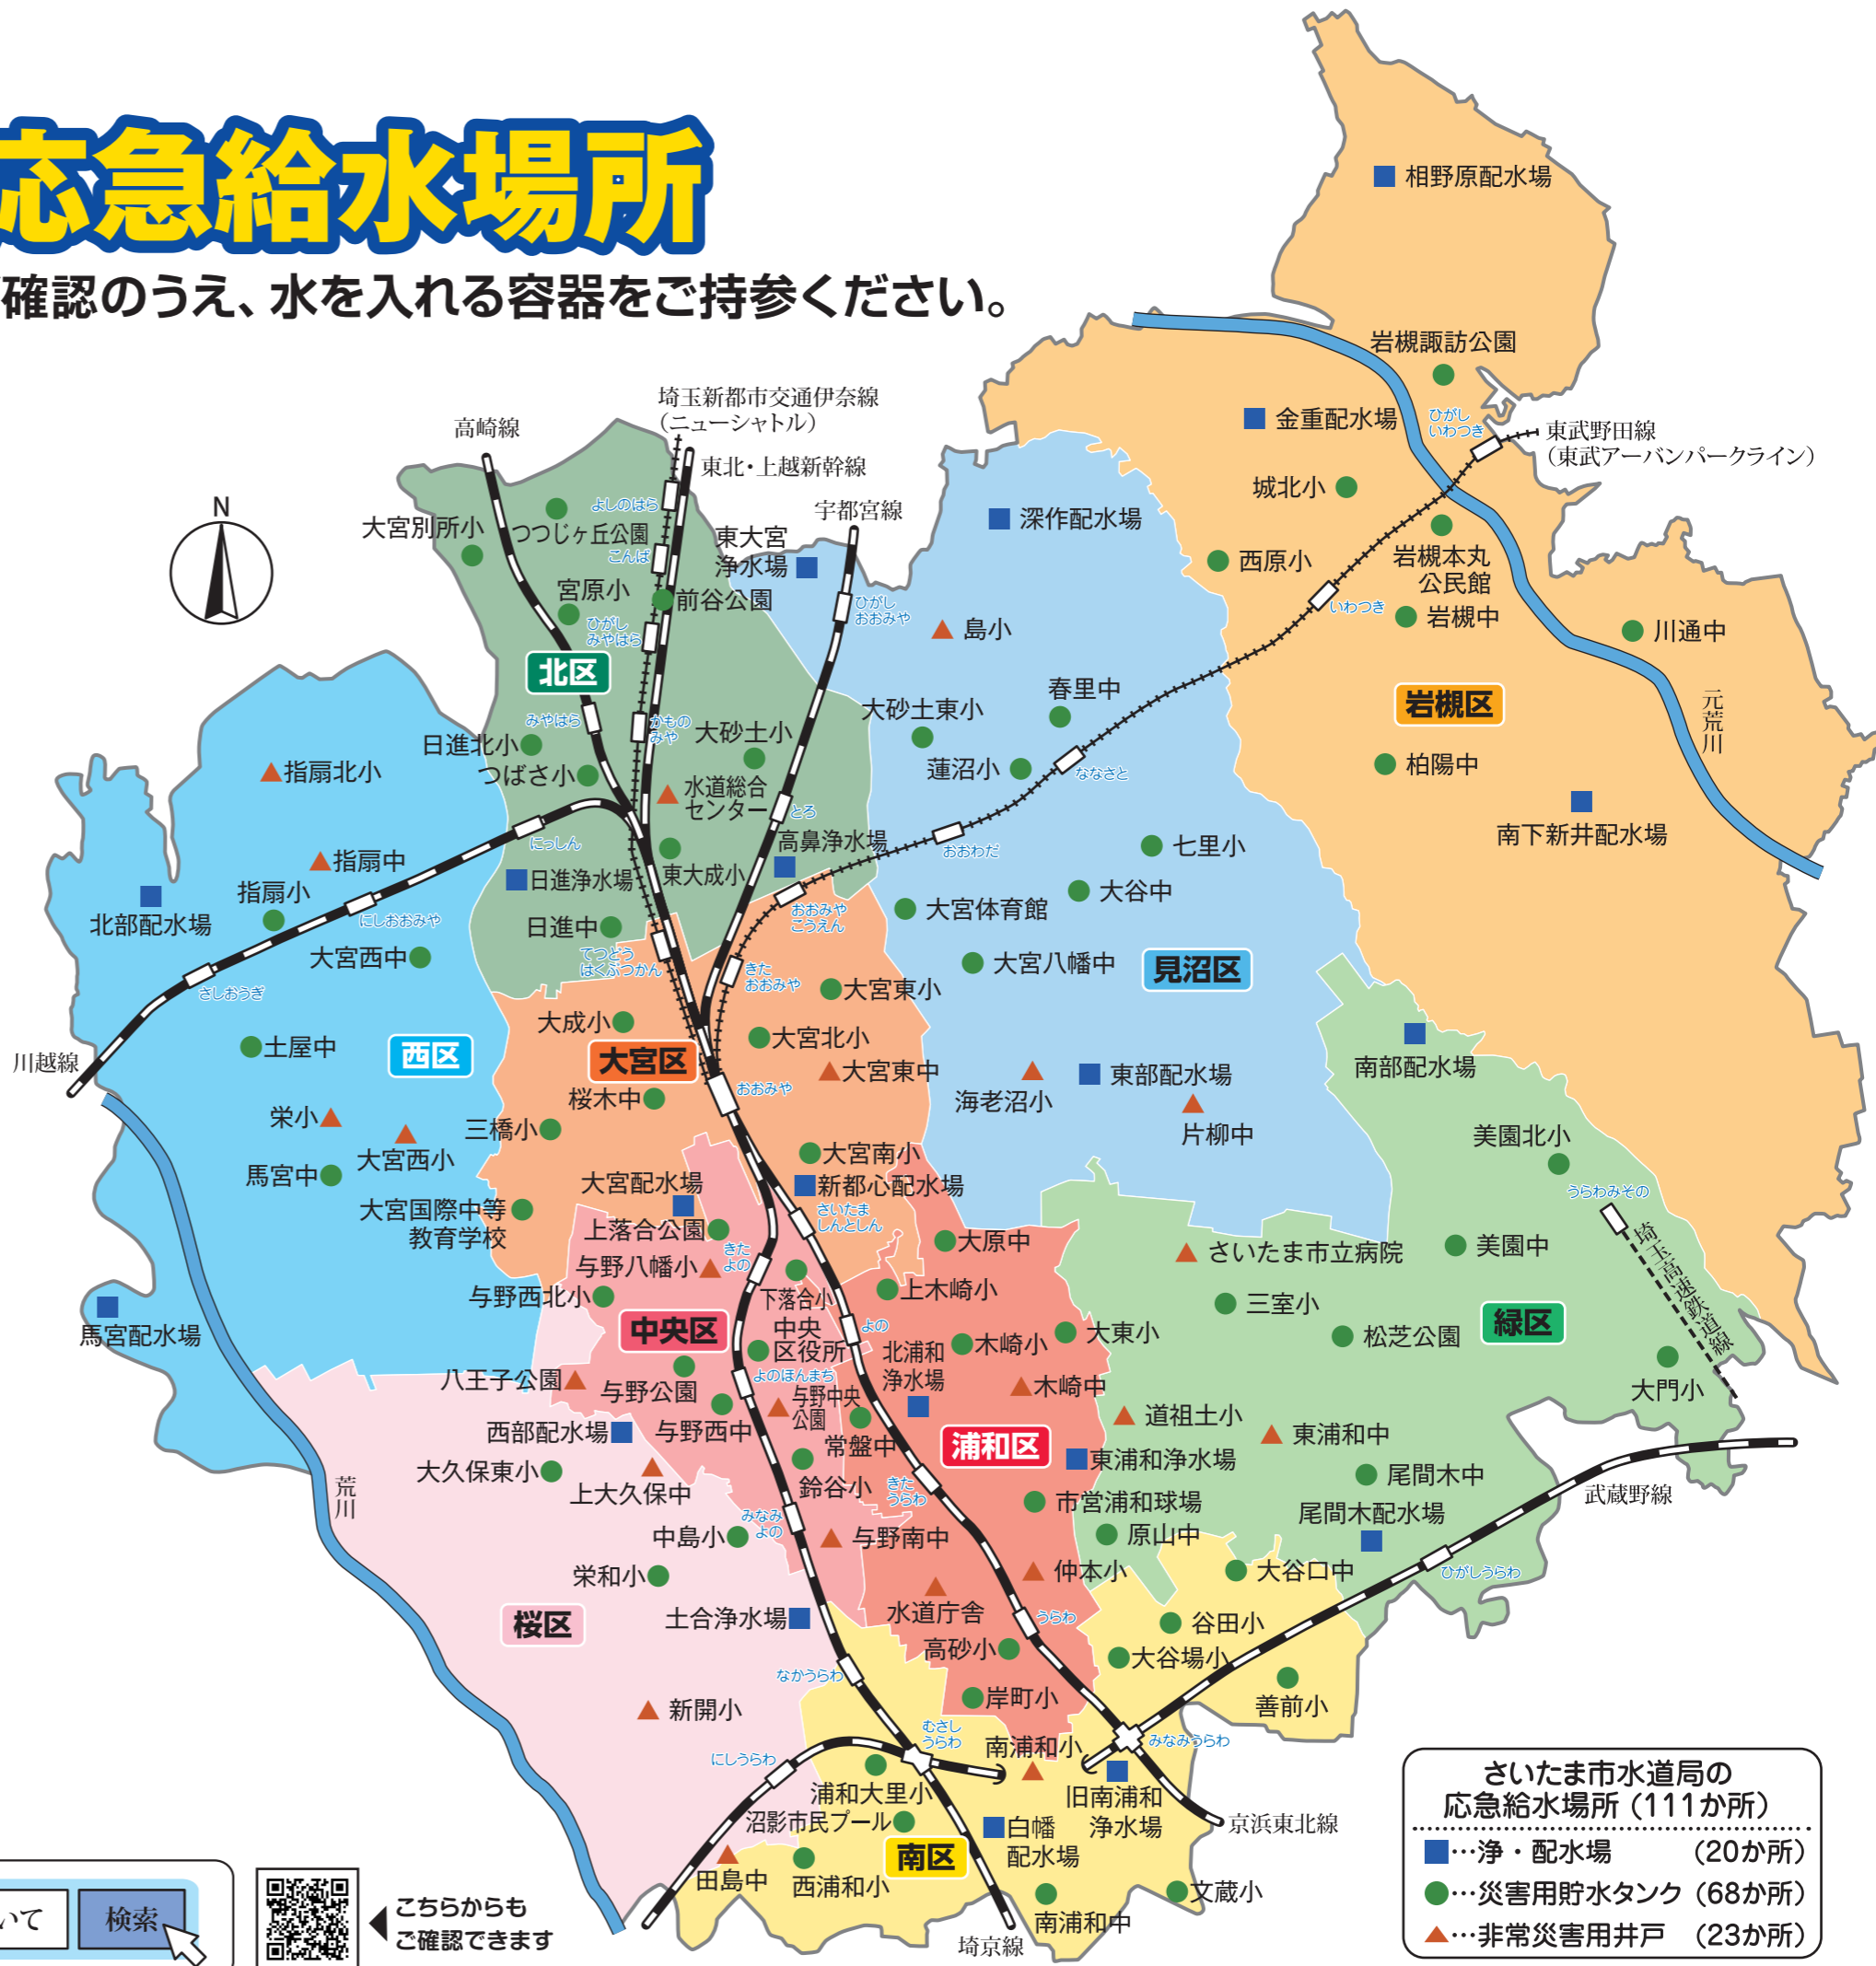 応急給水場所
確認のうえ、水を入れる容器をご持参ください。
N
相野原配水場
岩槻諏訪公園
金重配水場
ひがし
いわつき
東武野田線
（東武アーバンパークライン）
城北小
岩槻本丸
公民館
西原小
いわつき
岩槻中
川通中
岩槻区
元荒川
柏陽中
南下新井配水場
高崎線
埼玉新都市交通伊奈線
（ニューシャトル）
東北・上越新幹線
宇都宮線
よしのはら
大宮別所小
つつじヶ丘公園
こんば
東大宮
浄水場
宮原小
前谷公園
ひがし
みやはら
ひがし
おおみや
北区
みやはら
かもの
みや
大砂土小
日進北小
つばさ小
水道総合
センター
とろ
にっしん
高鼻浄水場
日進浄水場
東大成小
日進中
てつどう
はくぶつかん
深作配水場
島小
春里中
大砂土東小
蓮沼小
ななさと
おおわだ
七里小
大谷中
大宮体育館
大宮八幡中
見沼区
海老沼小
東部配水場
片柳中
指扇北小
指扇中
指扇小
北部配水場
にしおおみや
大宮西中
さしおうぎ
川越線
土屋中
西区
栄小
大宮西小
馬宮中
馬宮配水場
おおみや
こうえん
きた
おおみや
大宮東小
大成小
大宮北小
大宮区
大宮東中
おおみや
桜木中
三橋小
大宮南小
新都心配水場
さいたま
しんとしん
大宮国際中等
教育学校
大宮配水場
上落合公園
きた
よの
与野八幡小
与野西北小
下落合小
中央区
中央
区役所
よのほんまち
与野公園
与野西中
与野中央
公園
鈴谷小
みなみ
よの
与野南中
大原中
上木崎小
よの
北浦和
浄水場
木崎小
大東小
木崎中
浦和区
常盤中
きた
うらわ
東浦和浄水場
市営浦和球場
仲本小
水道庁舎
うらわ
高砂小
岸町小
南部配水場
美園北小
うらわみその
埼玉高速鉄道線
さいたま市立病院
美園中
三室小
松芝公園
緑区
大門小
道祖土小
東浦和中
尾間木中
尾間木配水場
原山中
武蔵野線
ひがしうらわ
八王子公園
西部配水場
大久保東小
上大久保中
荒川
中島小
栄和小
桜区
土合浄水場
新開小
なかうらわ
にしうらわ
田島中
大谷口中
谷田小
大谷場小
善前小
むさし
うらわ
南浦和小
みなみうらわ
浦和大里小
旧南浦和
浄水場
沼影市民プール
白幡
配水場
南区
西浦和小
南浦和中
文蔵小
京浜東北線
埼京線
いて
検索
こちらからも
ご確認できます
さいたま市水道局の
応急給水場所（111か所）
…浄・配水場（20か所）
…災害用貯水タンク（68か所）
…非常災害用井戸（23か所）